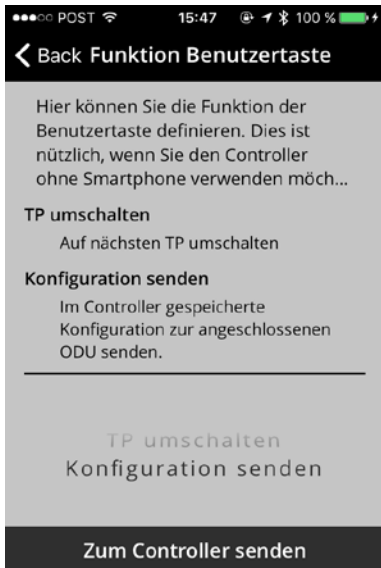 POST 15:47 100 %
Back Funktion Benutzertaste
Hier können Sie die Funktion der
Benutzertaste definieren. Dies ist
nützlich, wenn Sie den Controller
ohne Smartphone verwenden möch...
TP umschalten
Auf nächsten TP umschalten
Konfiguration senden
Im Controller gespeicherte
Konfiguration zur angeschlossenen
ODU senden.
TP umschalten
Konfiguration senden
Zum Controller senden